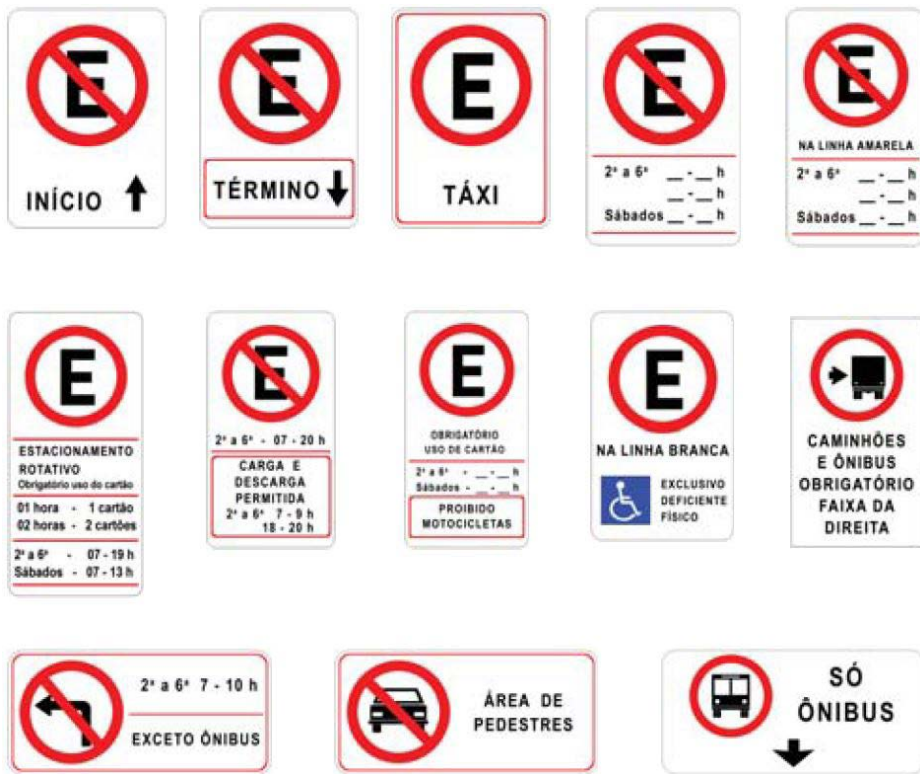 E
INÍCIO
E
TÉRMINO
E
TÁXI
E
2ª a 6ª __ - __ h
__ - __ h
Sábados __ - __ h
E
NA LINHA AMARELA
2ª a 6ª __ - __ h
__ - __ h
Sábados __ - __ h
E
ESTACIONAMENTO
ROTATIVO
Obrigatório uso do cartão
01 hora - 1 cartão
02 horas - 2 cartões
2ª a 6ª - 07 - 19 h
Sábados - 07 - 13 h
E
2ª a 6ª - 07 - 20 h
CARGA E
DESCARGA
PERMITIDA
2ª a 6ª 7 - 9 h
18 - 20 h
E
OBRIGATÓRIO
USO DE CARTÃO
2ª a 6ª - __ - __ h
Sábados - __ - __ h
PROIBIDO
MOTOCICLETAS
E
NA LINHA BRANCA
EXCLUSIVO
DEFICIENTE
FÍSICO
CAMINHÕES
E ÔNIBUS
OBRIGATÓRIO
FAIXA DA
DIREITA
2ª a 6ª 7 - 10 h
EXCETO ÔNIBUS
ÁREA DE
PEDESTRES
SÓ
ÔNIBUS